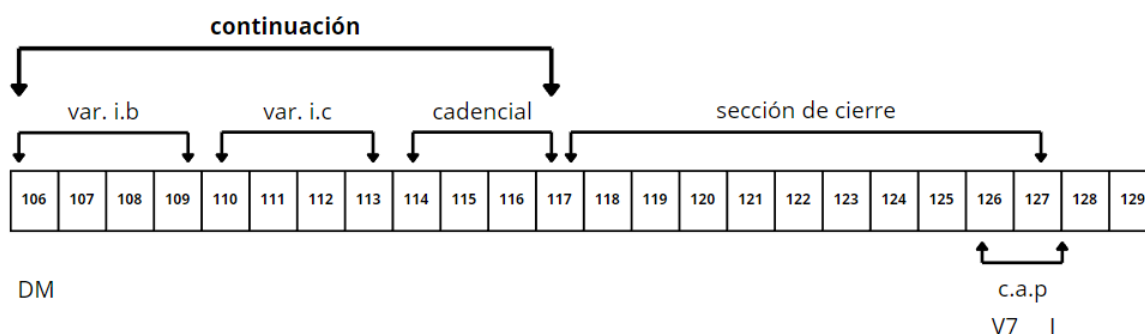 continuación
var. i.b var. i.c cadencial sección de cierre
106 107 108 109 110 111 112 113 114 115 116 117 118 119 120 121 122 123 124 125 126 127 128 129
DM c.a.p
V7 I